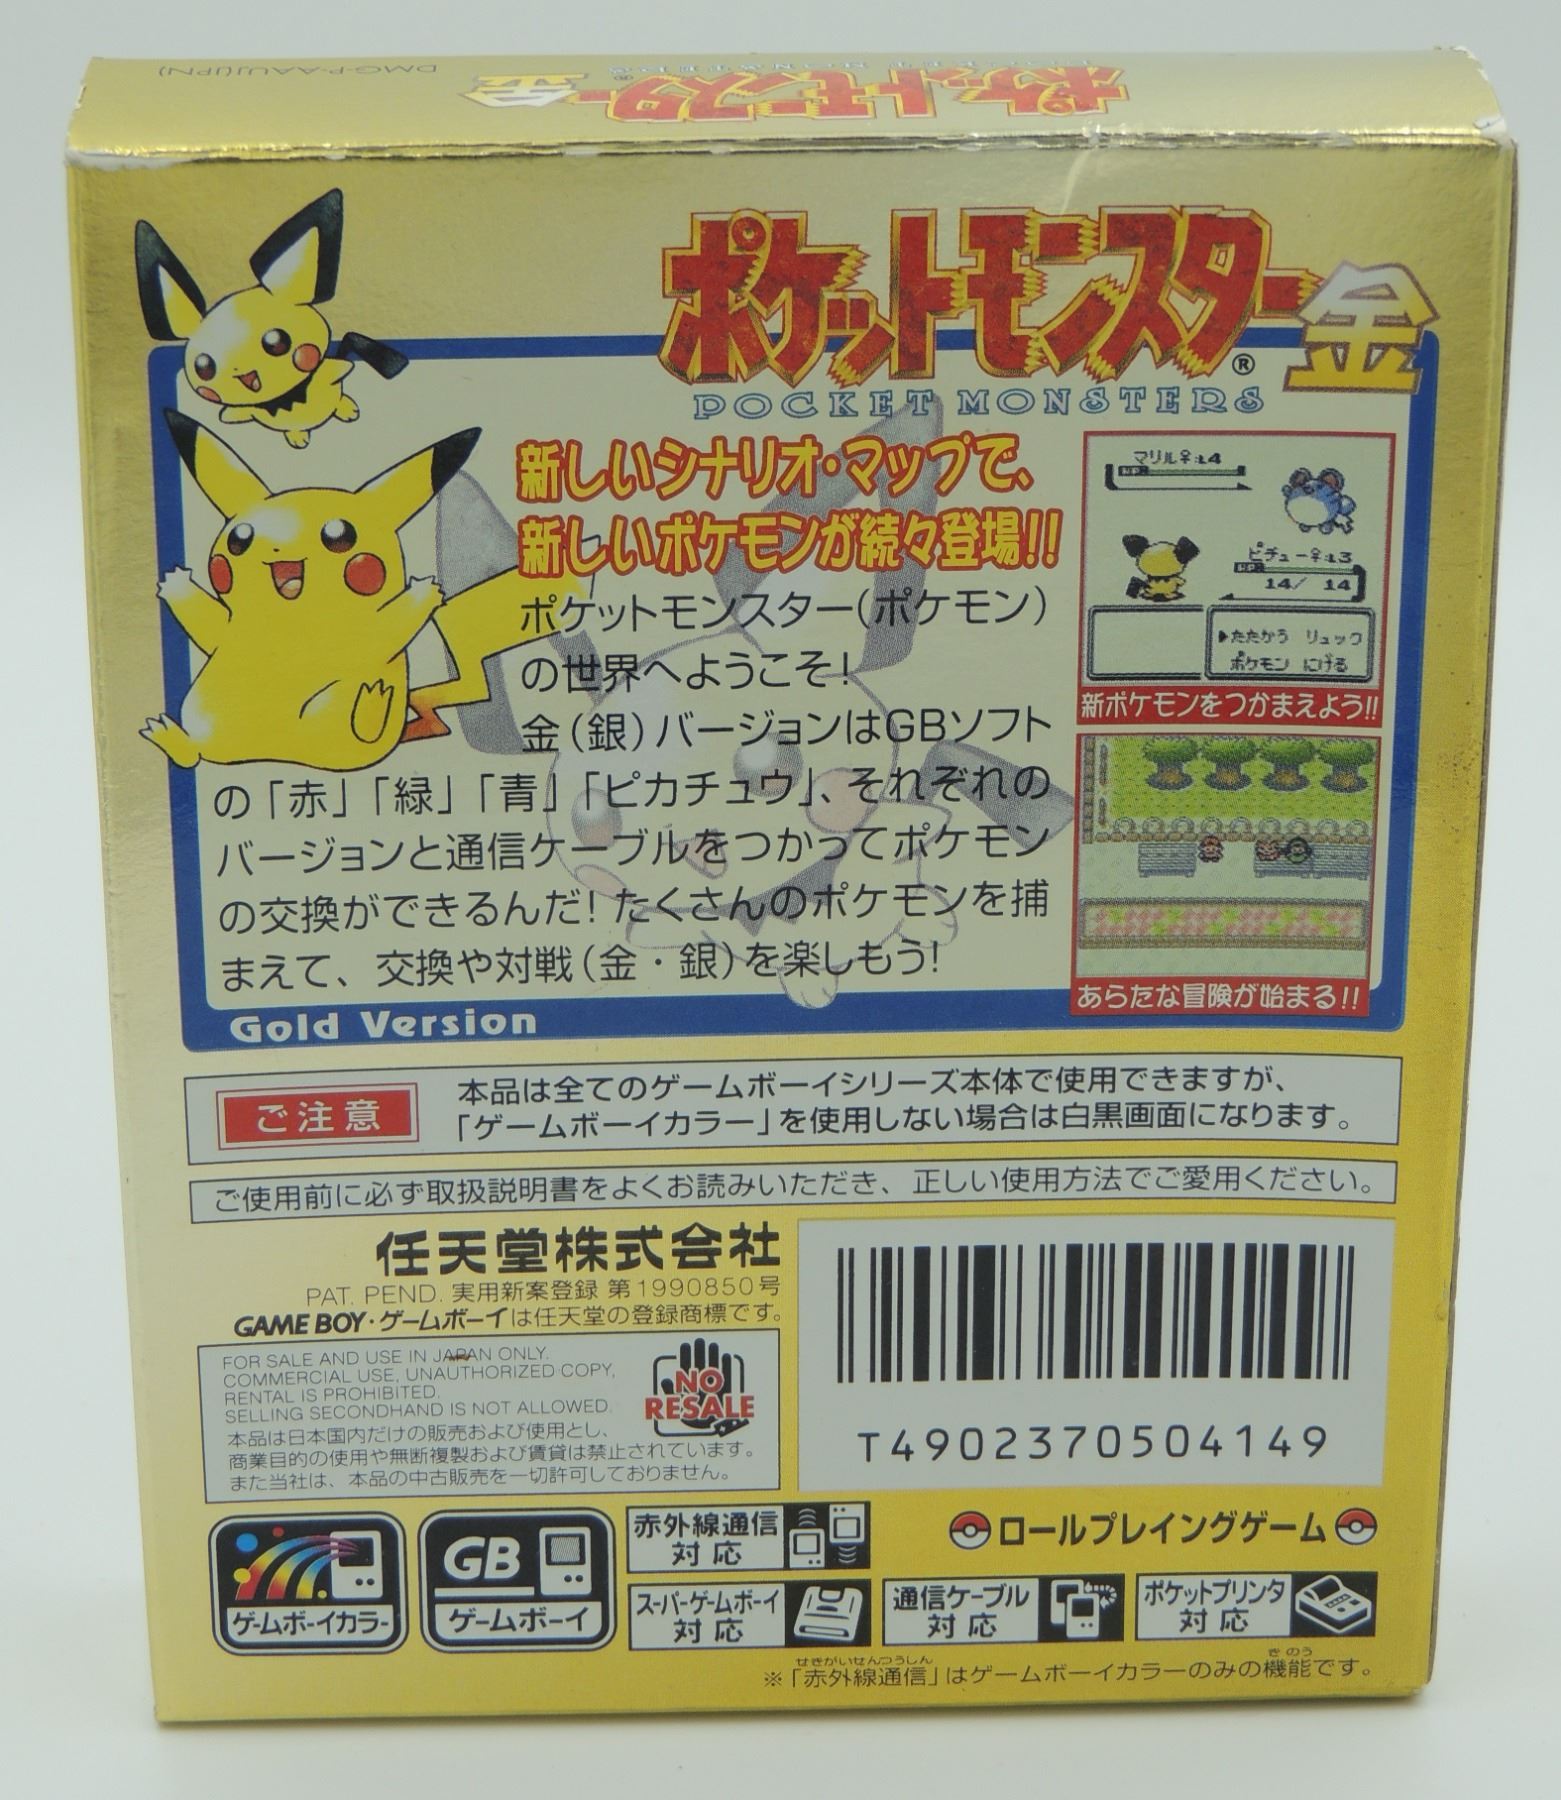 DMG-P-AAUJ(JPN)
ポケットモンスター金
POCKET MONSTERS
ポケットモンスター金
®
POCKET MONSTERS
新しいシナリオ・マップで、
新しいポケモンが続々登場!!
ポケットモンスター(ポケモン)
の世界へようこそ!
金(銀)バージョンはGBソフト
の「赤」「緑」「青」「ピカチュウ」、それぞれの
バージョンと通信ケーブルをつかってポケモン
の交換ができるんだ!たくさんのポケモンを捕
まえて、交換や対戦(金・銀)を楽しもう!
Gold Version
マリル♀:L4
HP
ピチュー♀:L3
HP
14/ 14
▶たたかう リュック
ポケモン にげる
新ポケモンをつかまえよう!!
あらたな冒険が始まる!!
ご注意
本品は全てのゲームボーイシリーズ本体で使用できますが、
「ゲームボーイカラー」を使用しない場合は白黒画面になります。
ご使用前に必ず取扱説明書をよくお読みいただき、正しい使用方法でご愛用ください。
任天堂株式会社
PAT. PEND. 実用新案登録 第1990850号
GAME BOY・ゲームボーイは任天堂の登録商標です。
FOR SALE AND USE IN JAPAN ONLY.
COMMERCIAL USE, UNAUTHORIZED COPY,
RENTAL IS PROHIBITED.
SELLING SECONDHAND IS NOT ALLOWED.
本品は日本国内だけの販売および使用とし、
商業目的の使用や無断複製および賃貸は禁止されています。
また当社は、本品の中古販売を一切許可しておりません。
NO
RESALE
T4902370504149
ロールプレイングゲーム
ゲームボーイカラー
GB
ゲームボーイ
赤外線通信
対応
スーパーゲームボーイ
対応
通信ケーブル
対応
ポケットプリンタ
対応
せきがいせんつうしん
きのう
※「赤外線通信」はゲームボーイカラーのみの機能です。